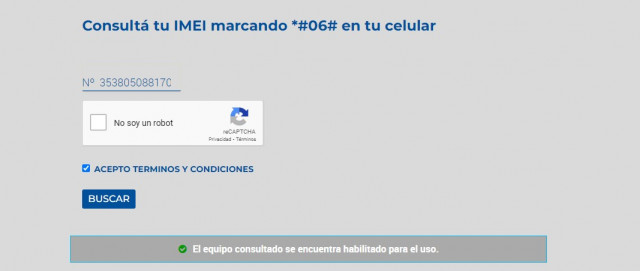 Consultá tu IMEI marcando *#06# en tu celular
Nº 35380508817C
No soy un robot
reCAPTCHA
Privacidad - Términos
ACEPTO TERMINOS Y CONDICIONES
BUSCAR
El equipo consultado se encuentra habilitado para el uso.